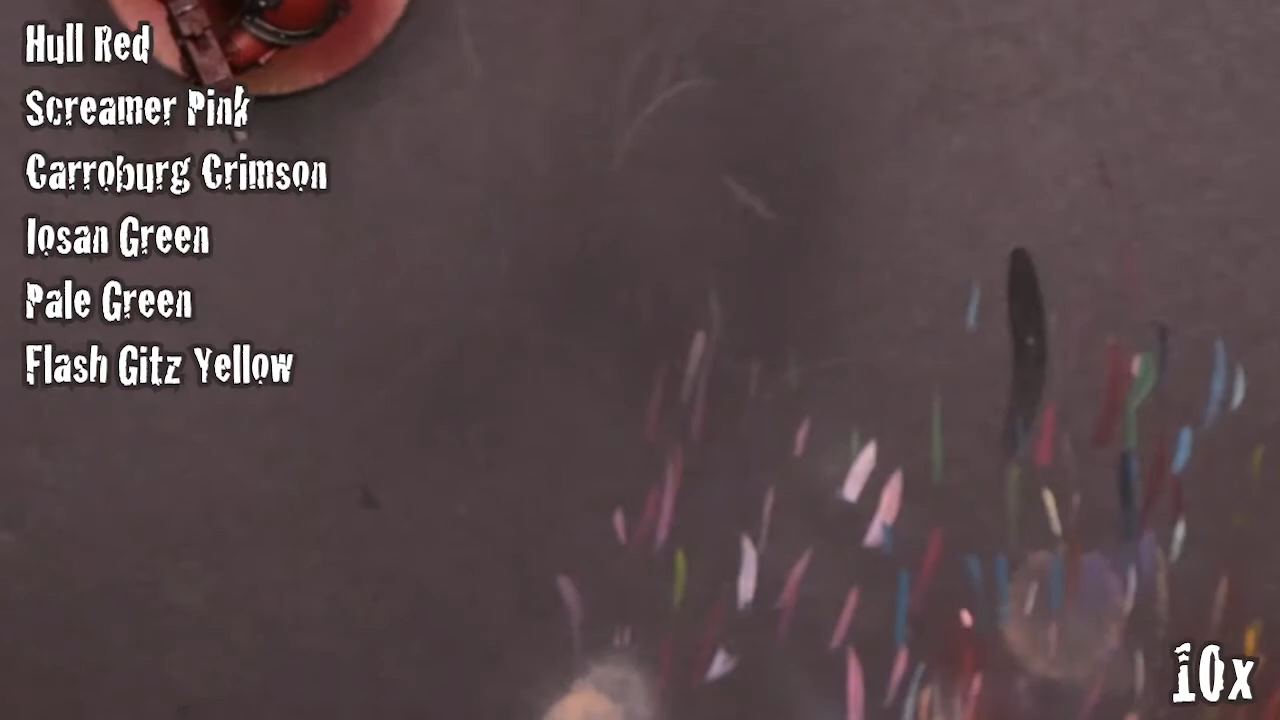 Hull Red
Screamer Pink
Carroburg Crimson
Iosan Green
Pale Green
Flash Gitz Yellow
10x